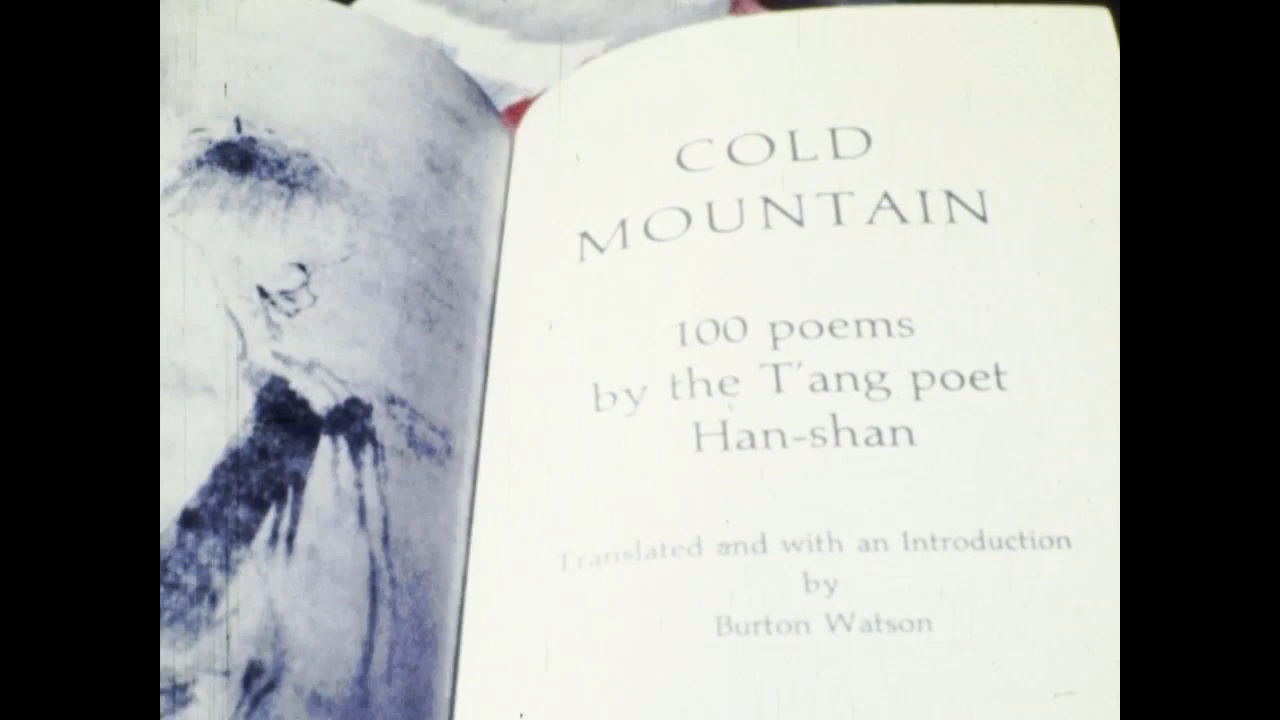 COLD
MOUNTAIN
100 poems
by the T'ang poet
Han-shan
Translated and with an Introduction
by
Burton Watson